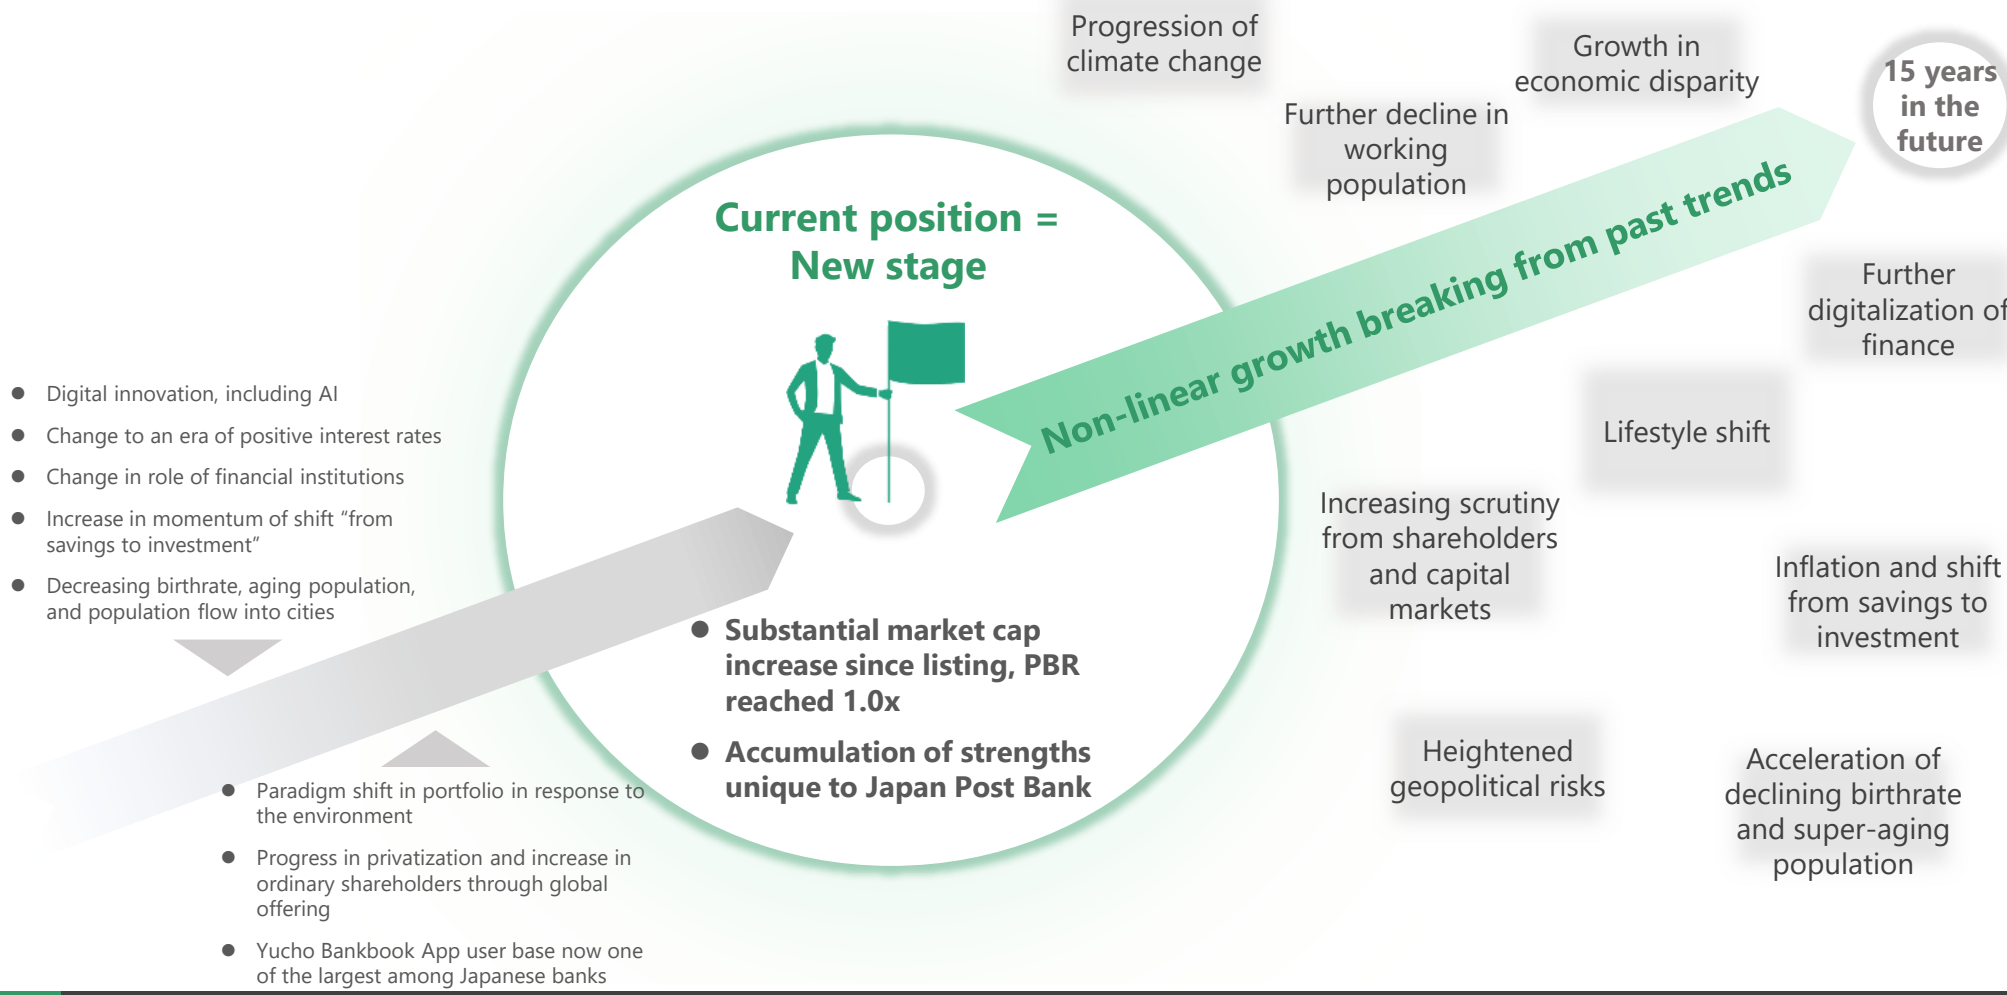 Progression of
climate change
Growth in
economic disparity
15 years
in the
future
Further decline in
working
population
Current position =
New stage
Non-linear growth breaking from past trends
Further
digitalization of
finance
● Digital innovation, including AI
● Change to an era of positive interest rates
● Change in role of financial institutions
● Increase in momentum of shift “from
savings to investment”
● Decreasing birthrate, aging population,
and population flow into cities
Lifestyle shift
Increasing scrutiny
from shareholders
and capital
markets
Inflation and shift
from savings to
investment
● Substantial market cap
increase since listing, PBR
reached 1.0x
● Accumulation of strengths
unique to Japan Post Bank
Heightened
geopolitical risks
Acceleration of
declining birthrate
and super-aging
population
● Paradigm shift in portfolio in response to
the environment
● Progress in privatization and increase in
ordinary shareholders through global
offering
● Yucho Bankbook App user base now one
of the largest among Japanese banks